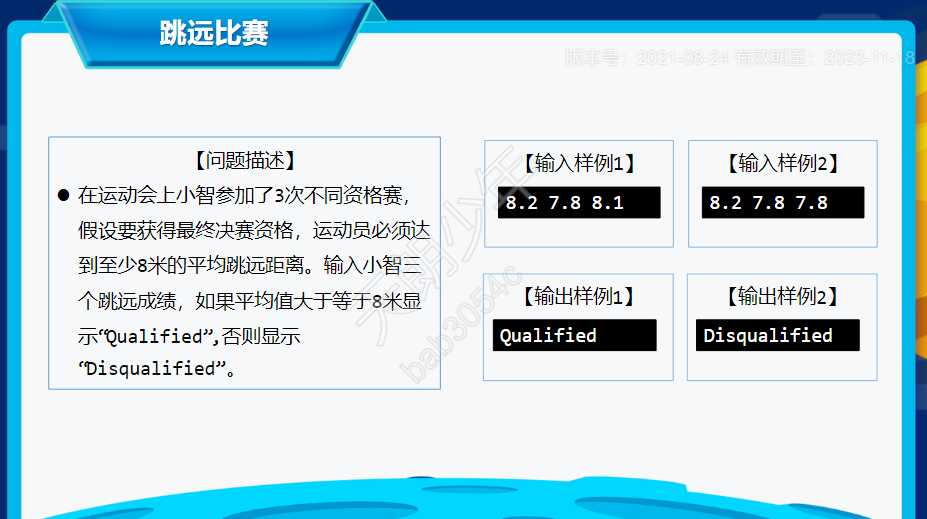 跳远比赛
版本号：2021-08-24 有效期至：2023-11-18
【问题描述】
● 在运动会上小智参加了3次不同资格赛，
假设要获得最终决赛资格，运动员必须达
到至少8米的平均跳远距离。输入小智三
个跳远成绩，如果平均值大于等于8米显
示“Qualified”,否则显示
“Disqualified”。
【输入样例1】
8.2 7.8 8.1
【输入样例2】
8.2 7.8 7.8
【输出样例1】
Qualified
【输出样例2】
Disqualified
天朗少年
bab3054c